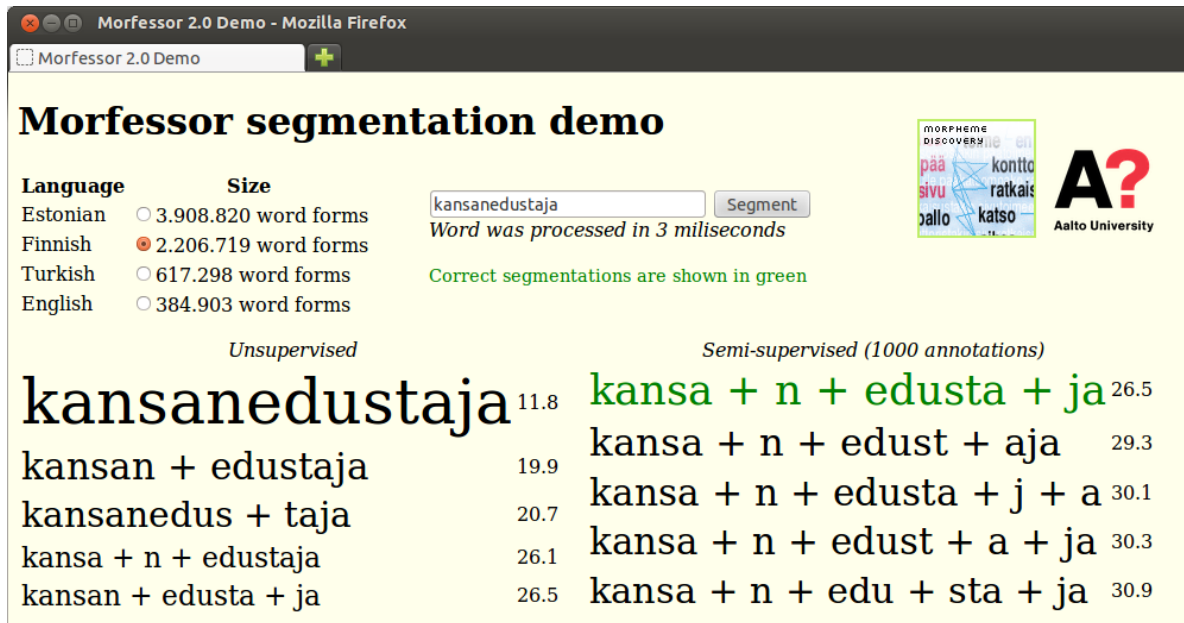 Morfessor 2.0 Demo - Mozilla Firefox
Morfessor 2.0 Demo
Morfessor segmentation demo
MORPHEME
DISCOVERY
pää
kontto
sivu
ratkais
pallo
katso
A?
Aalto University
Language Size
Estonian 3.908.820 word forms
Finnish 2.206.719 word forms
Turkish 617.298 word forms
English 384.903 word forms
kansanedustaja Segment
Word was processed in 3 miliseconds
Correct segmentations are shown in green
Unsupervised
kansanedustaja 11.8
kansan + edustaja 19.9
kansanedus + taja 20.7
kansa + n + edustaja 26.1
kansan + edusta + ja 26.5
Semi-supervised (1000 annotations)
kansa + n + edusta + ja 26.5
kansa + n + edust + aja 29.3
kansa + n + edusta + j + a 30.1
kansa + n + edust + a + ja 30.3
kansa + n + edu + sta + ja 30.9